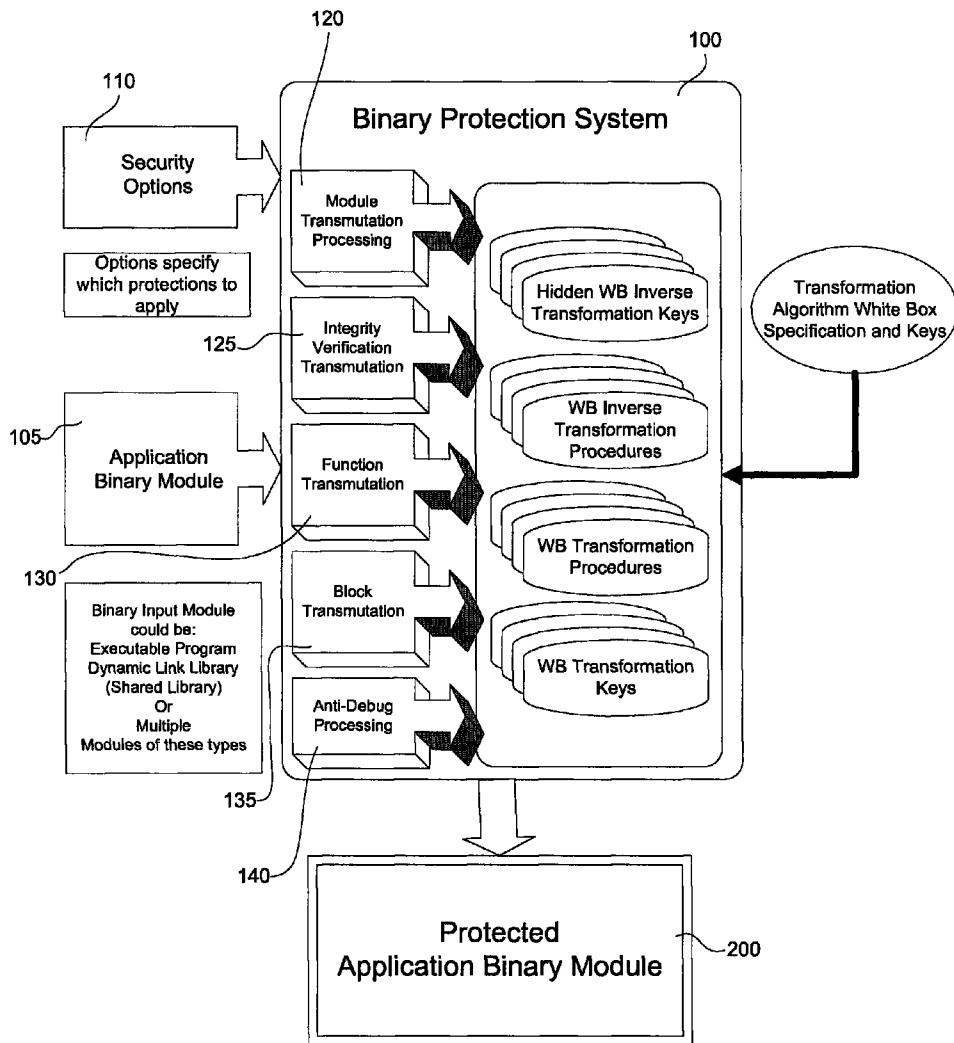 120
100
110
Binary Protection System
Security
Options
Module
Transmutation
Processing
Options specify
which protections to
apply
Hidden WB Inverse
Transformation Keys
Transformation
Algorithm White Box
Specification and Keys
125
Integrity
Verification
Transmutation
105
Application
Binary Module
WB Inverse
Transformation
Procedures
Function
Transmutation
130
WB Transformation
Procedures
Binary Input Module
could be:
Executable Program
Dynamic Link Library
(Shared Library)
Or
Multiple
Modules of these types
Block
Transmutation
WB Transformation
Keys
Anti-Debug
Processing
135
140
Protected
Application Binary Module
200